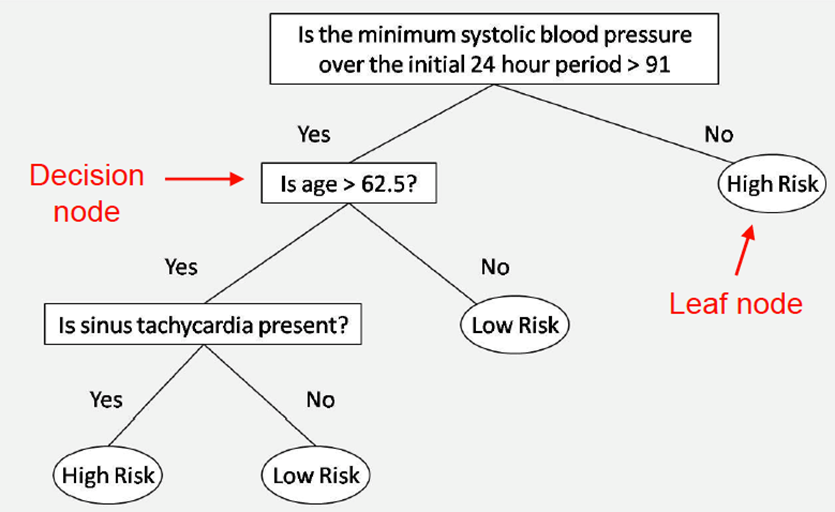 Is the minimum systolic blood pressure
over the initial 24 hour period > 91
Yes
No
Decision
node
Is age > 62.5?
High Risk
Yes
No
Leaf node
Is sinus tachycardia present?
Low Risk
Yes
No
High Risk
Low Risk